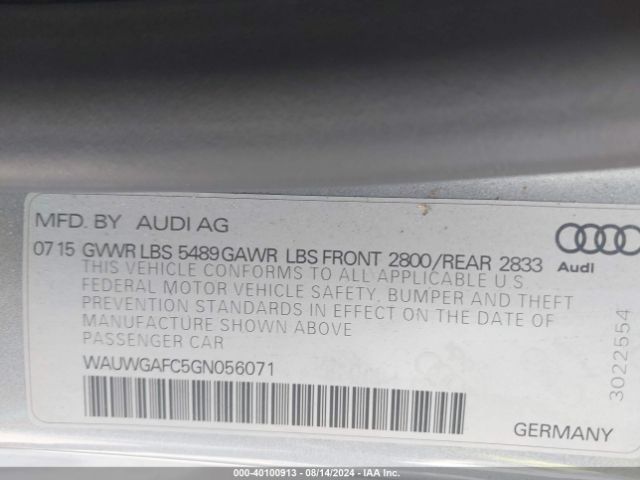 MFD. BY AUDI AG
07 15 GVWR LBS 5489 GAWR LBS FRONT 2800/REAR 2833
THIS VEHICLE CONFORMS TO ALL APPLICABLE U S
FEDERAL MOTOR VEHICLE SAFETY, BUMPER AND THEFT
PREVENTION STANDARDS IN EFFECT ON THE DATE OF
MANUFACTURE SHOWN ABOVE
PASSENGER CAR
WAUWGAFC5GN056071
Audi
3022554
GERMANY
000-40100913 - 08/14/2024 - IAA Inc.